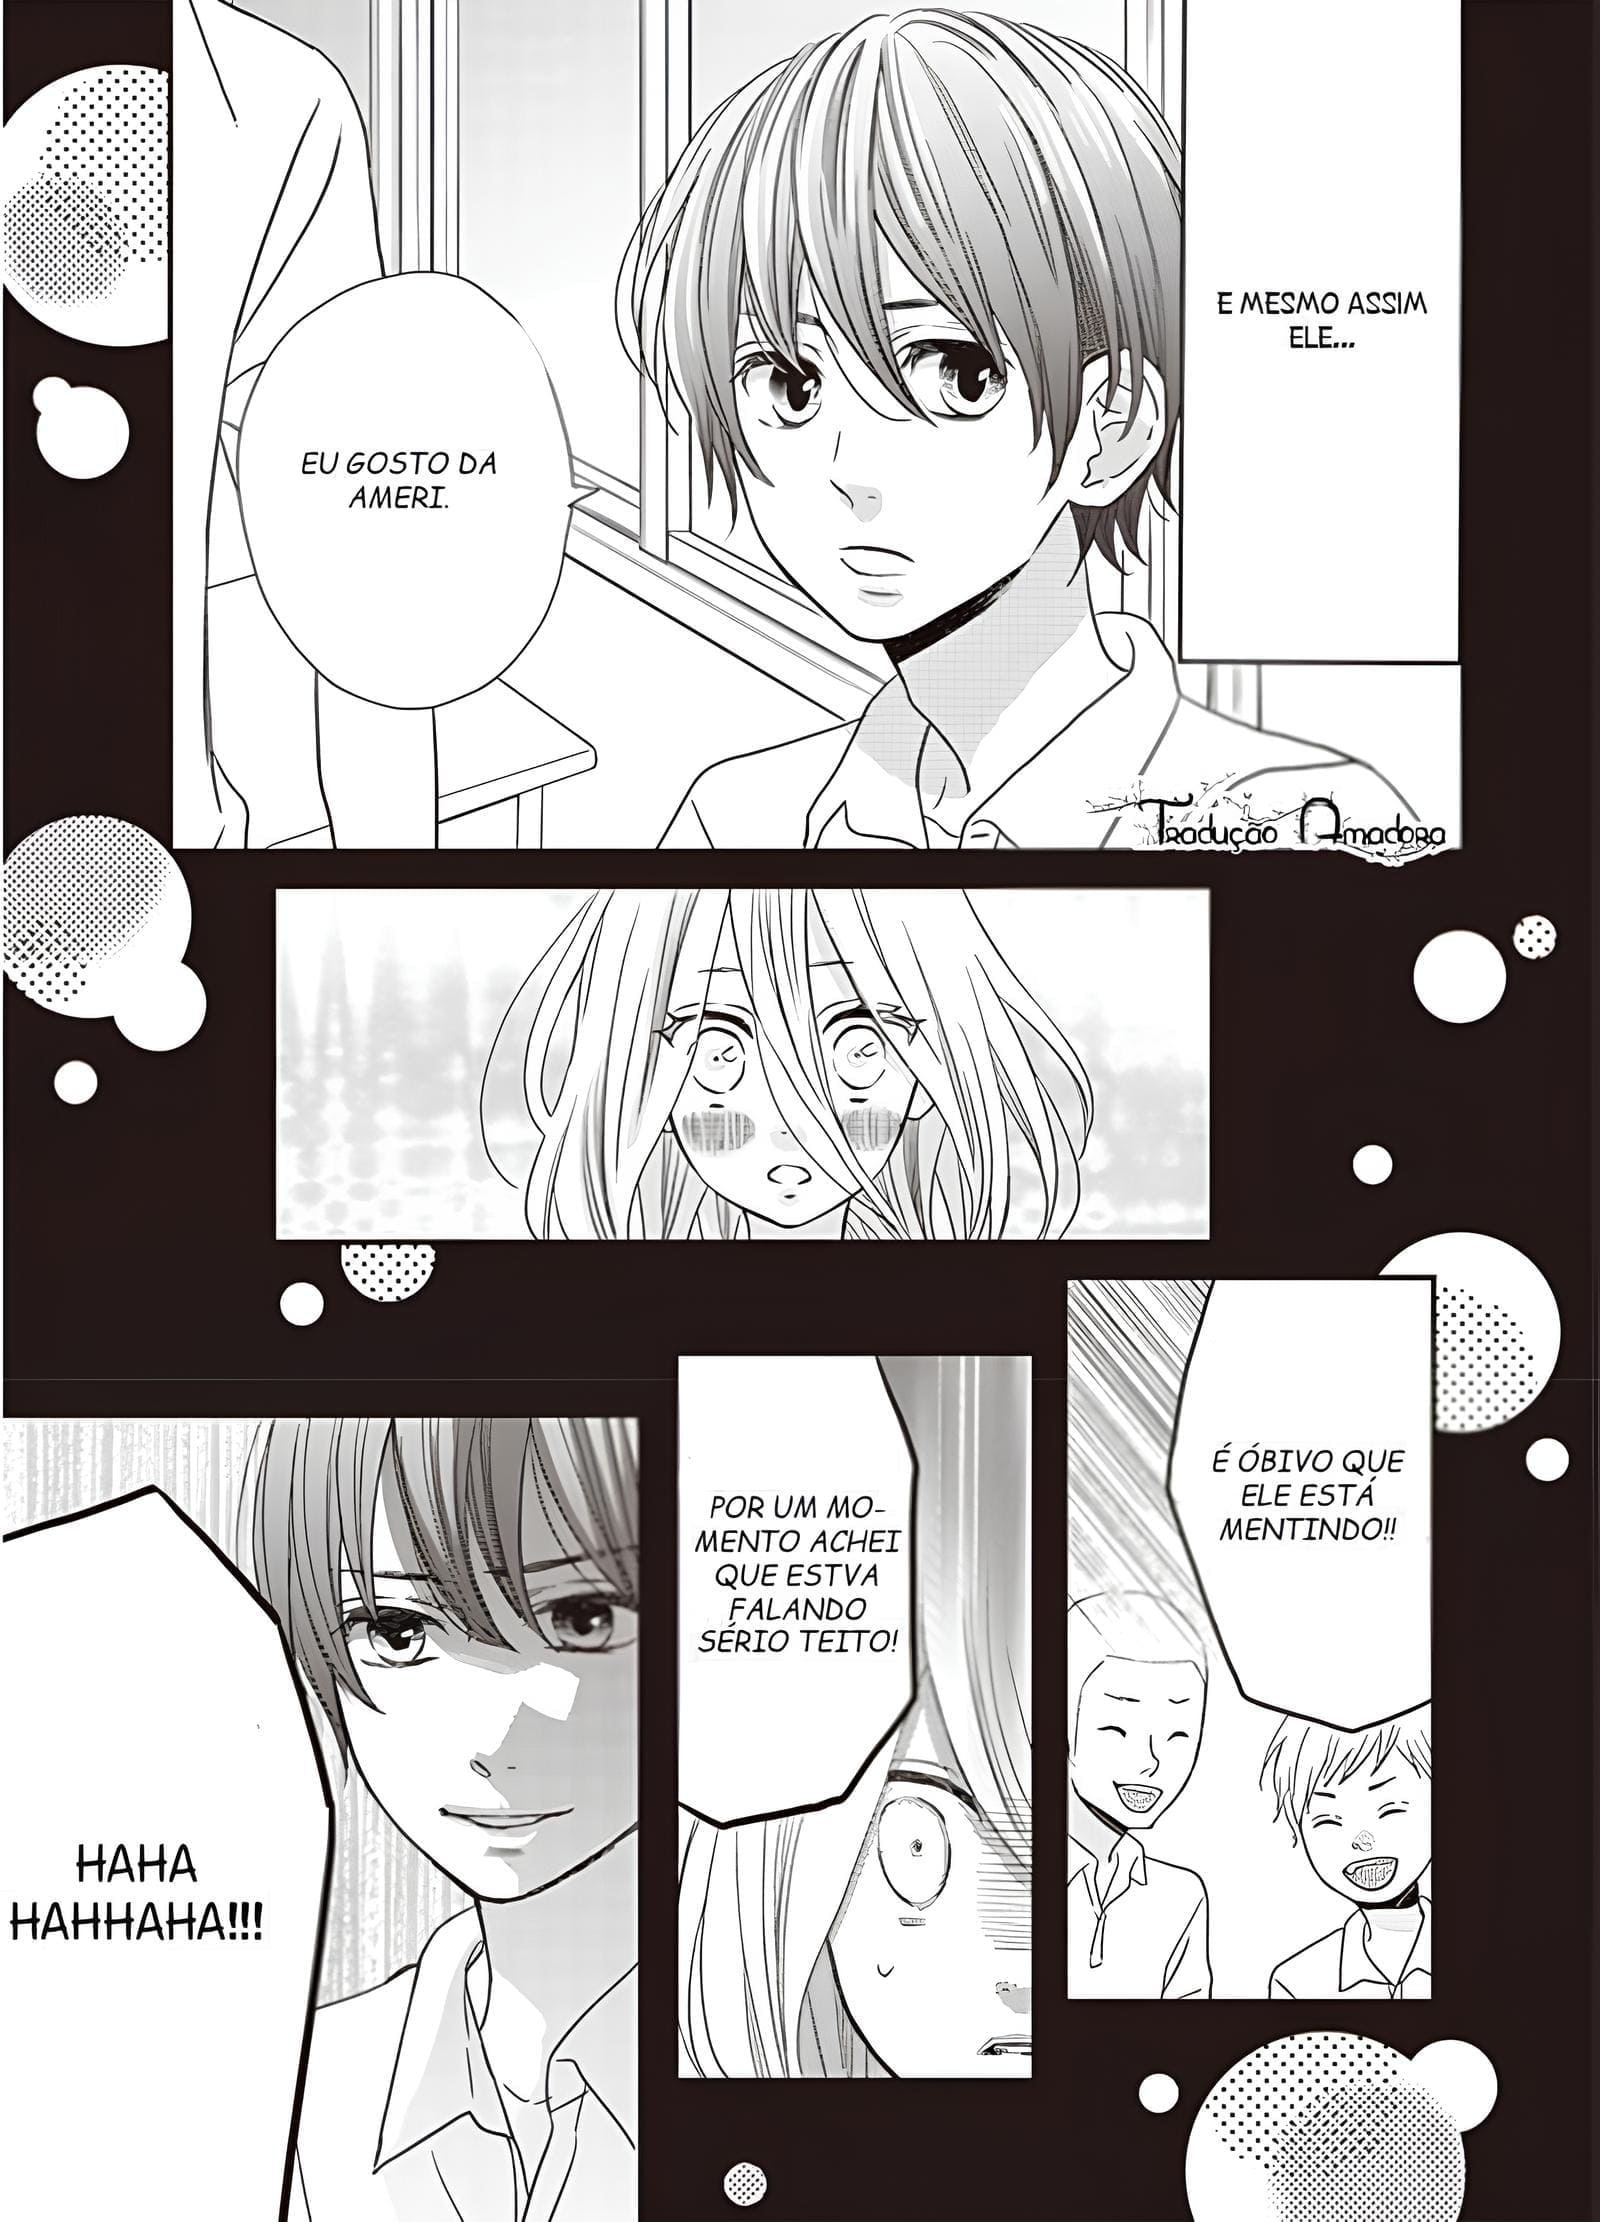 E MESMO ASSIM
ELE...
EU GOSTO DA
AMERI.
Tradução Amadora
É ÓBIVO QUE
ELE ESTÁ
MENTINDO!!
POR UM MO-
MENTO ACHEI
QUE ESTVA
FALANDO
SÉRIO TEITO!
HAHA
HAHHAHA!!!